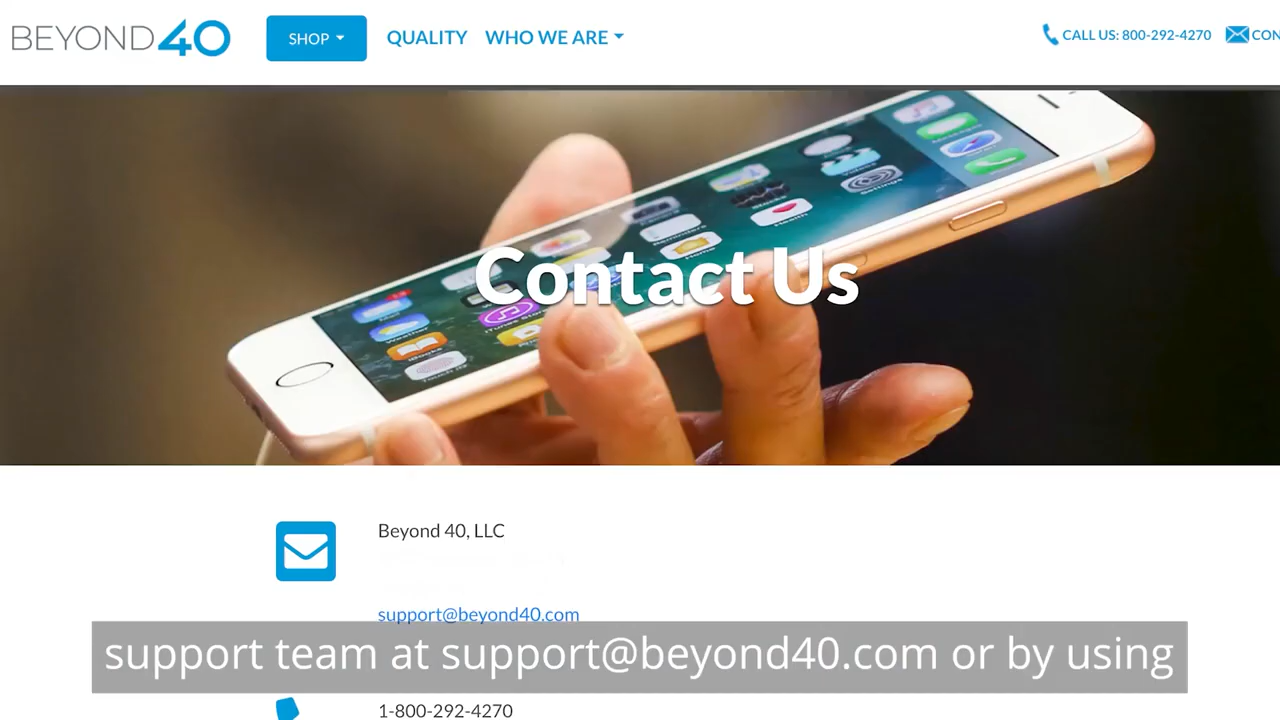 BEYOND40
SHOP
QUALITY
WHO WE ARE
CALL US: 800-292-4270
CON
Contact Us
Beyond 40, LLC
support@beyond40.com
support team at support@beyond40.com or by using
1-800-292-4270